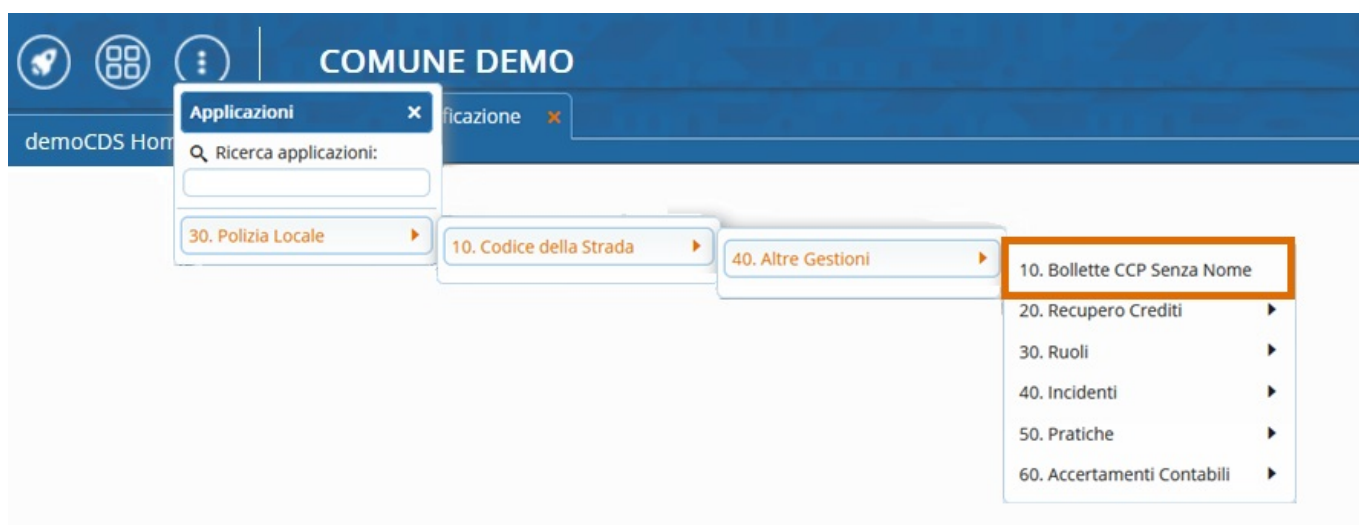 COMUNE DEMO
Applicazioni
ficazione
demoCDS Hom
Ricerca applicazioni:
30. Polizia Locale
10. Codice della Strada
40. Altre Gestioni
10. Bollette CCP Senza Nome
20. Recupero Crediti
30. Ruoli
40. Incidenti
50. Pratiche
60. Accertamenti Contabili